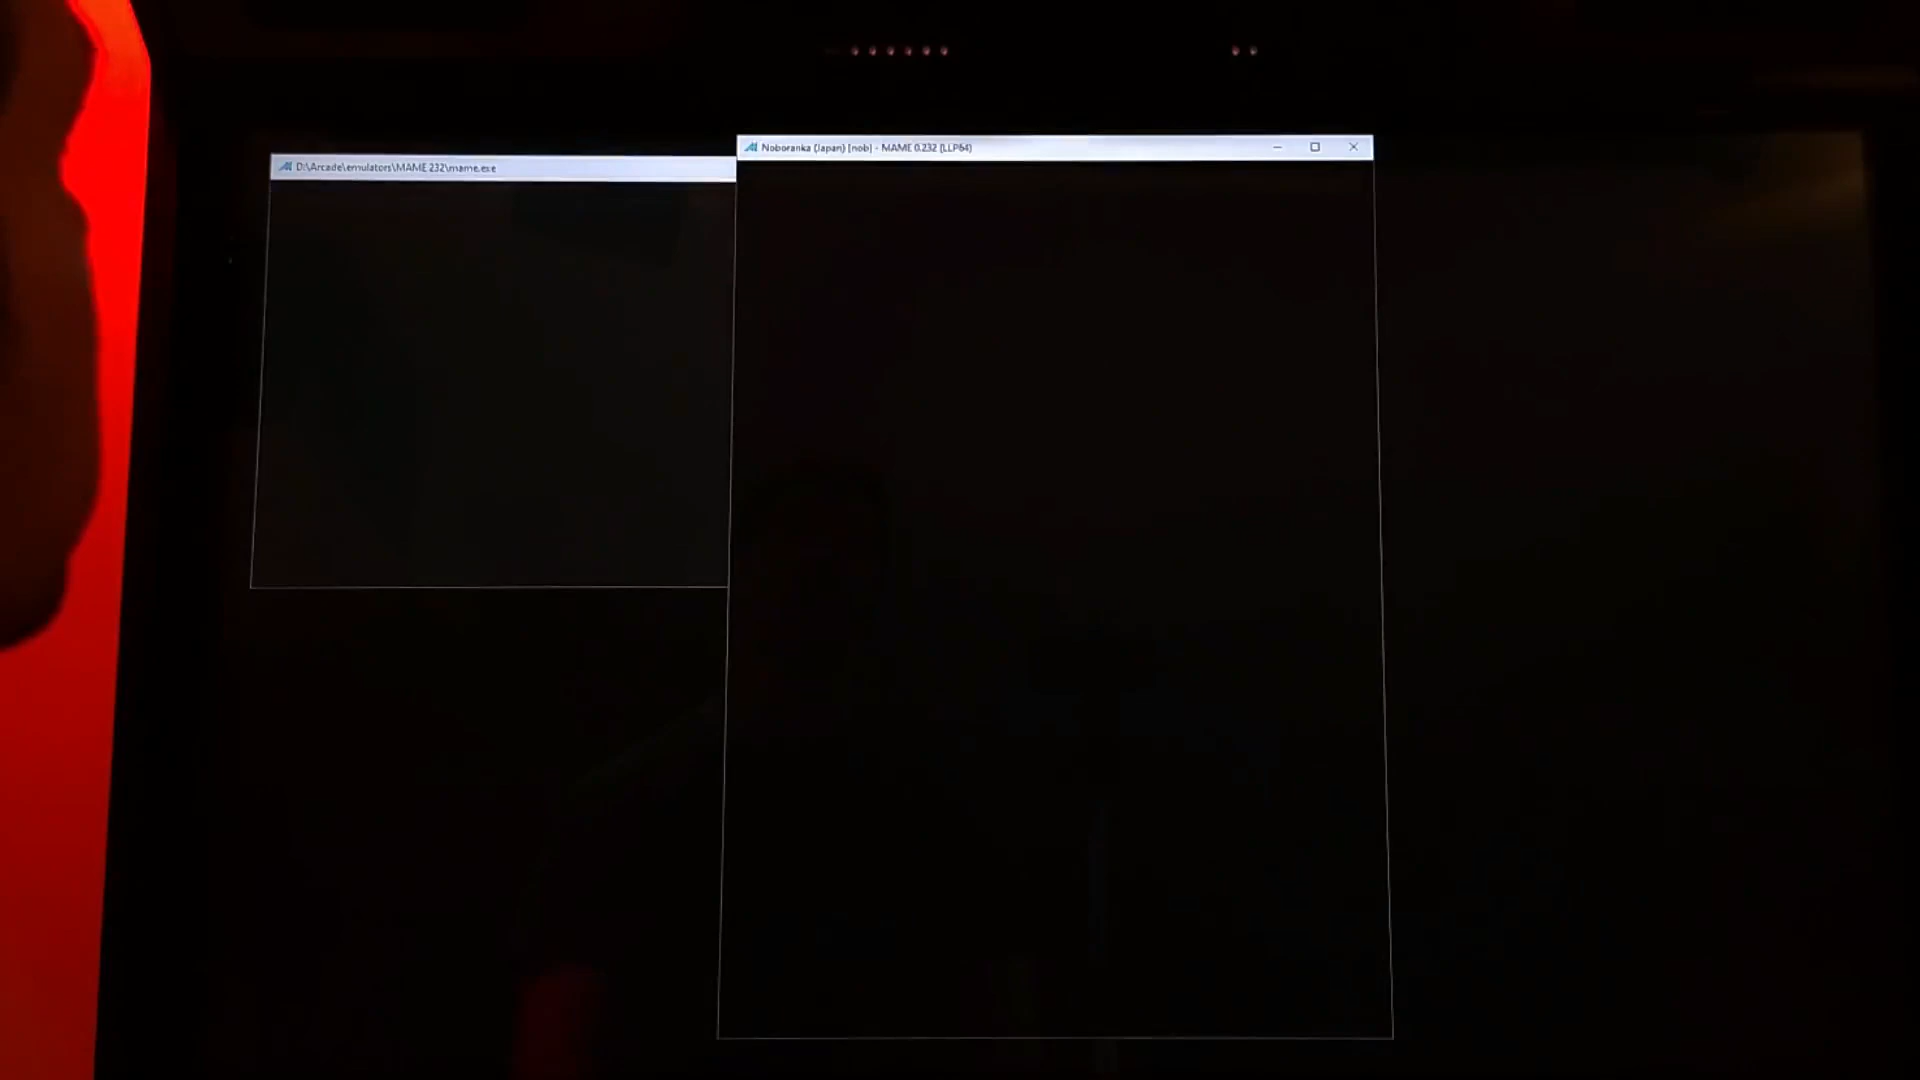 D:\Arcade\emulators\MAME 232\mame.exe
Noboranka (Japan) [nob] - MAME 0.232 (LLP64)